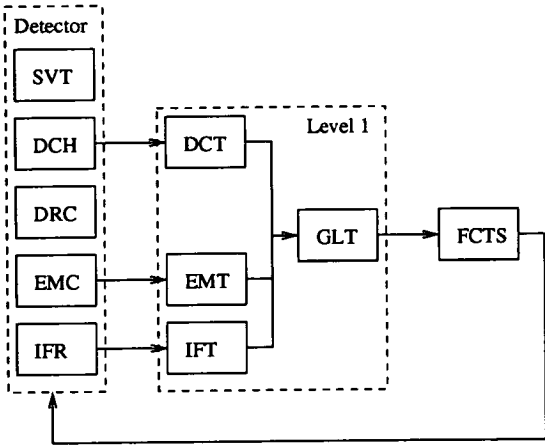 Detector
SVT
Level 1
DCH
DCT
DRC
GLT
FCTS
EMC
EMT
IFR
IFT